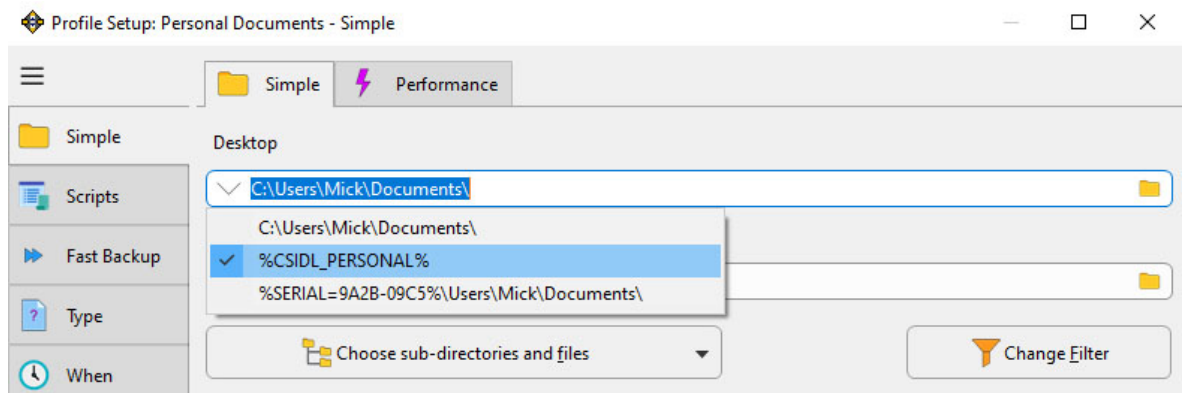 Profile Setup: Personal Documents - Simple
Simple
Performance
Simple
Desktop
Scripts
C:\Users\Mick\Documents\
C:\Users\Mick\Documents\
Fast Backup
%CSIDL_PERSONAL%
%SERIAL=9A2B-09C5%\Users\Mick\Documents\
Type
Choose sub-directories and files
Change Filter
When